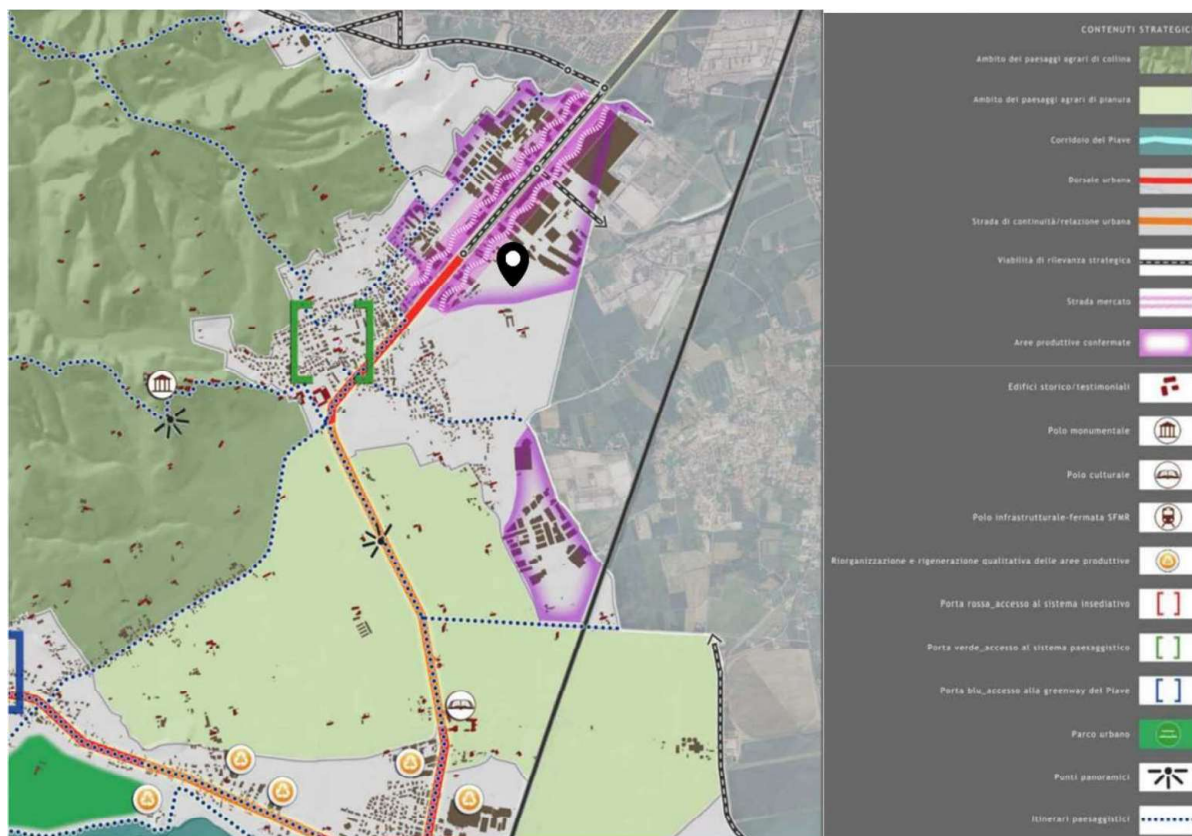 CONTENUTI STRATEGICI
Ambito dei paesaggi agrari di collina
Ambito dei paesaggi agrari di pianura
Corridoio del Piave
Dorsale urbana
Strada di continuità/relazione urbana
Viabilità di rilevanza strategica
Strada mercato
Aree produttive confermate
Edifici storico/testimoniali
Polo monumentale
Polo culturale
Polo infrastrutturale-fermata SFMR
Riorganizzazione e rigenerazione qualitativa delle aree produttive
Porta rossa_accesso al sistema insediativo
Porta verde_accesso al sistema paesaggistico
Porta blu_accesso alla greenway del Piave
Parco urbano
Punti panoramici
Itinerari paesaggistici